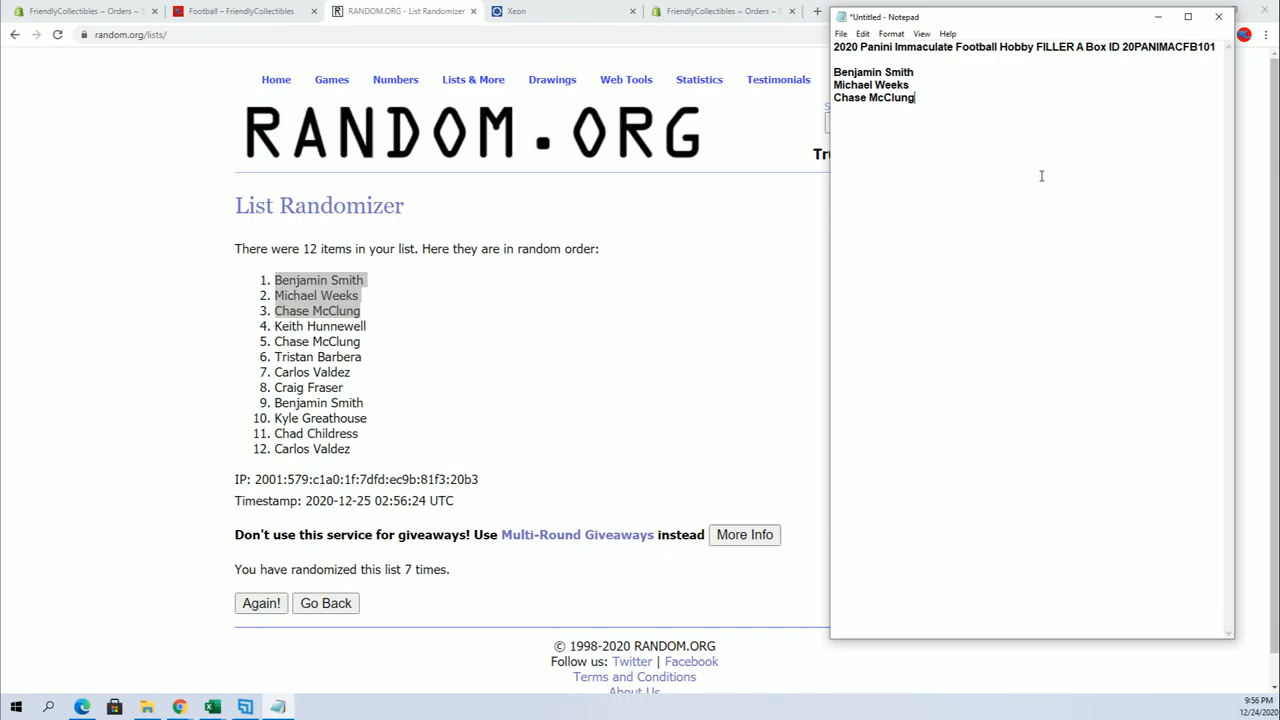 FriendlyCollectibles ~ Orders ~ S
Football – FriendlyCollectibles
RANDOM.ORG - List Randomizer
Xeon
FriendlyCollectibles ~ Orders ~ S
random.org/lists/
Home
Games
Numbers
Lists & More
Drawings
Web Tools
Statistics
Testimonials
RANDOM.ORG
List Randomizer
There were 12 items in your list. Here they are in random order:
1. Benjamin Smith
2. Michael Weeks
3. Chase McClung
4. Keith Hunnewell
5. Chase McClung
6. Tristan Barbera
7. Carlos Valdez
8. Craig Fraser
9. Benjamin Smith
10. Kyle Greathouse
11. Chad Childress
12. Carlos Valdez
IP: 2001:579:c1a0:1f:7dfd:ec9b:81f3:20b3
Timestamp: 2020-12-25 02:56:24 UTC
Don't use this service for giveaways! Use Multi-Round Giveaways instead
More Info
You have randomized this list 7 times.
Again!
Go Back
© 1998-2020 RANDOM.ORG
Follow us: Twitter | Facebook
Terms and Conditions
About Us
*Untitled - Notepad
File Edit Format View Help
2020 Panini Immaculate Football Hobby FILLER A Box ID 20PANIMACFB101
Benjamin Smith
Michael Weeks
Chase McClung
9:56 PM
12/24/2020